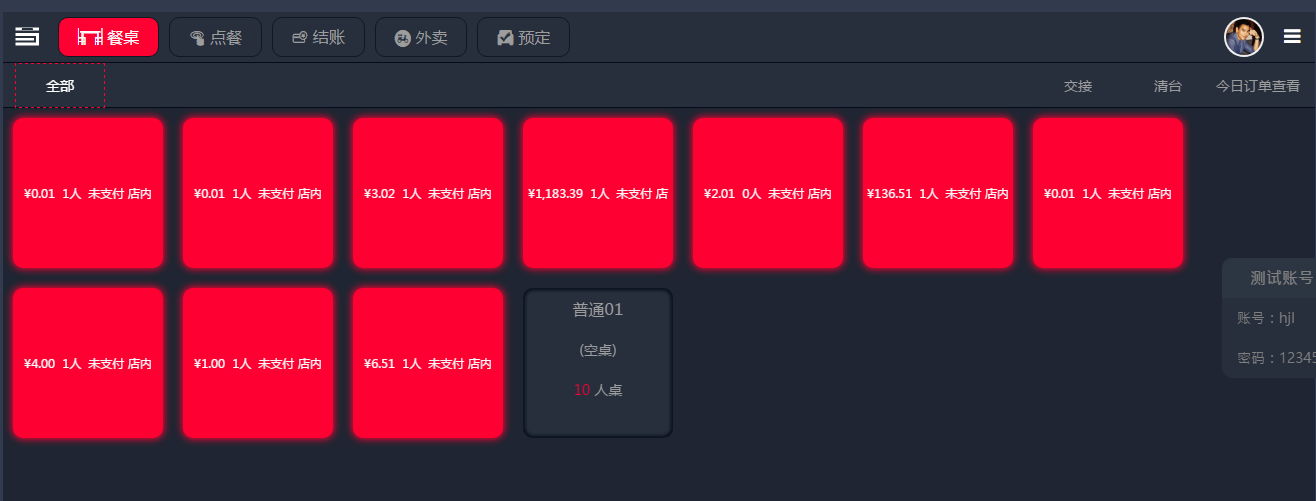 餐桌 点餐 结账 外卖 预定
全部 交接 清台 今日订单查看
¥0.01 1人 未支付 店内
¥0.01 1人 未支付 店内
¥3.02 1人 未支付 店内
¥1,183.39 1人 未支付 店
¥2.01 0人 未支付 店内
¥136.51 1人 未支付 店内
¥0.01 1人 未支付 店内
测试账号
账号：hjl
密码：12345
¥4.00 1人 未支付 店内
¥1.00 1人 未支付 店内
¥6.51 1人 未支付 店内
普通01
(空桌)
10 人桌